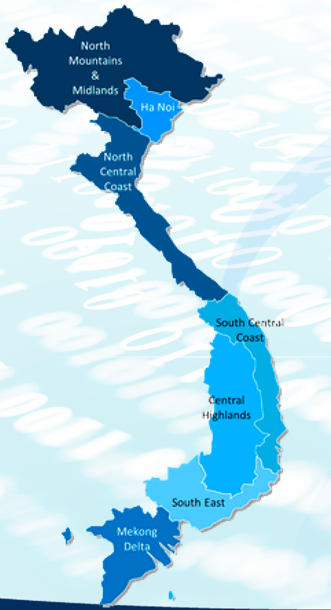 North
Mountains
&
Midlands
Ha Noi
North
Central
Coast
South Central
Coast
Central
Highlands
South East
Mekong
Delta